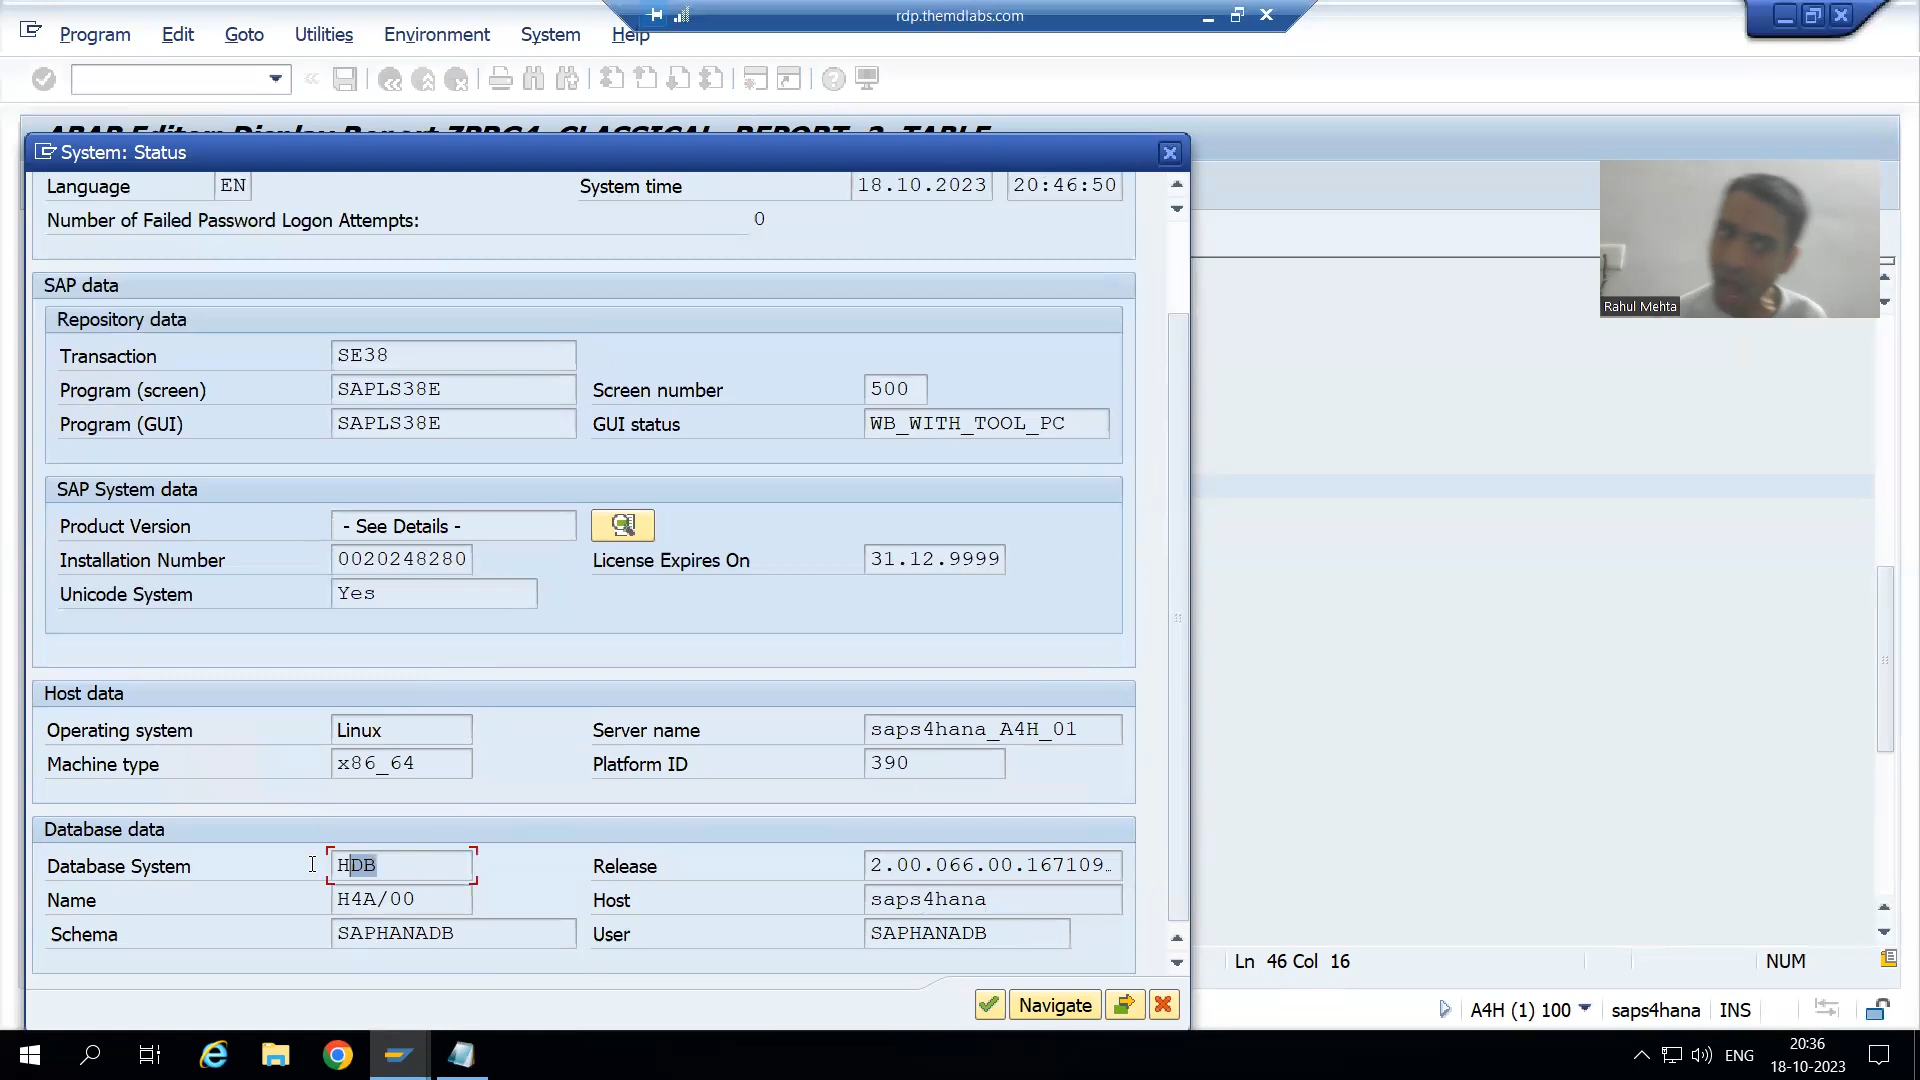 rdp.themdlabs.com
Program Edit Goto Utilities Environment System Help
ABAP Editor: Display Report ZPRG4_CLASSICAL_REPORT_2_TABLE
System: Status
Language EN System time 18.10.2023 20:46:50
Number of Failed Password Logon Attempts: 0
Rahul Mehta
SAP data
Repository data
Transaction SE38
Program (screen) SAPLS38E Screen number 500
Program (GUI) SAPLS38E GUI status WB_WITH_TOOL_PC
SAP System data
Product Version - See Details -
Installation Number 0020248280 License Expires On 31.12.9999
Unicode System Yes
Host data
Operating system Linux Server name saps4hana_A4H_01
Machine type x86_64 Platform ID 390
Database data
Database System HDB Release 2.00.066.00.167109…
Name H4A/00 Host saps4hana
Schema SAPHANADB User SAPHANADB
Ln 46 Col 16 NUM
Navigate
A4H (1) 100 saps4hana INS
ENG 20:36
18-10-2023